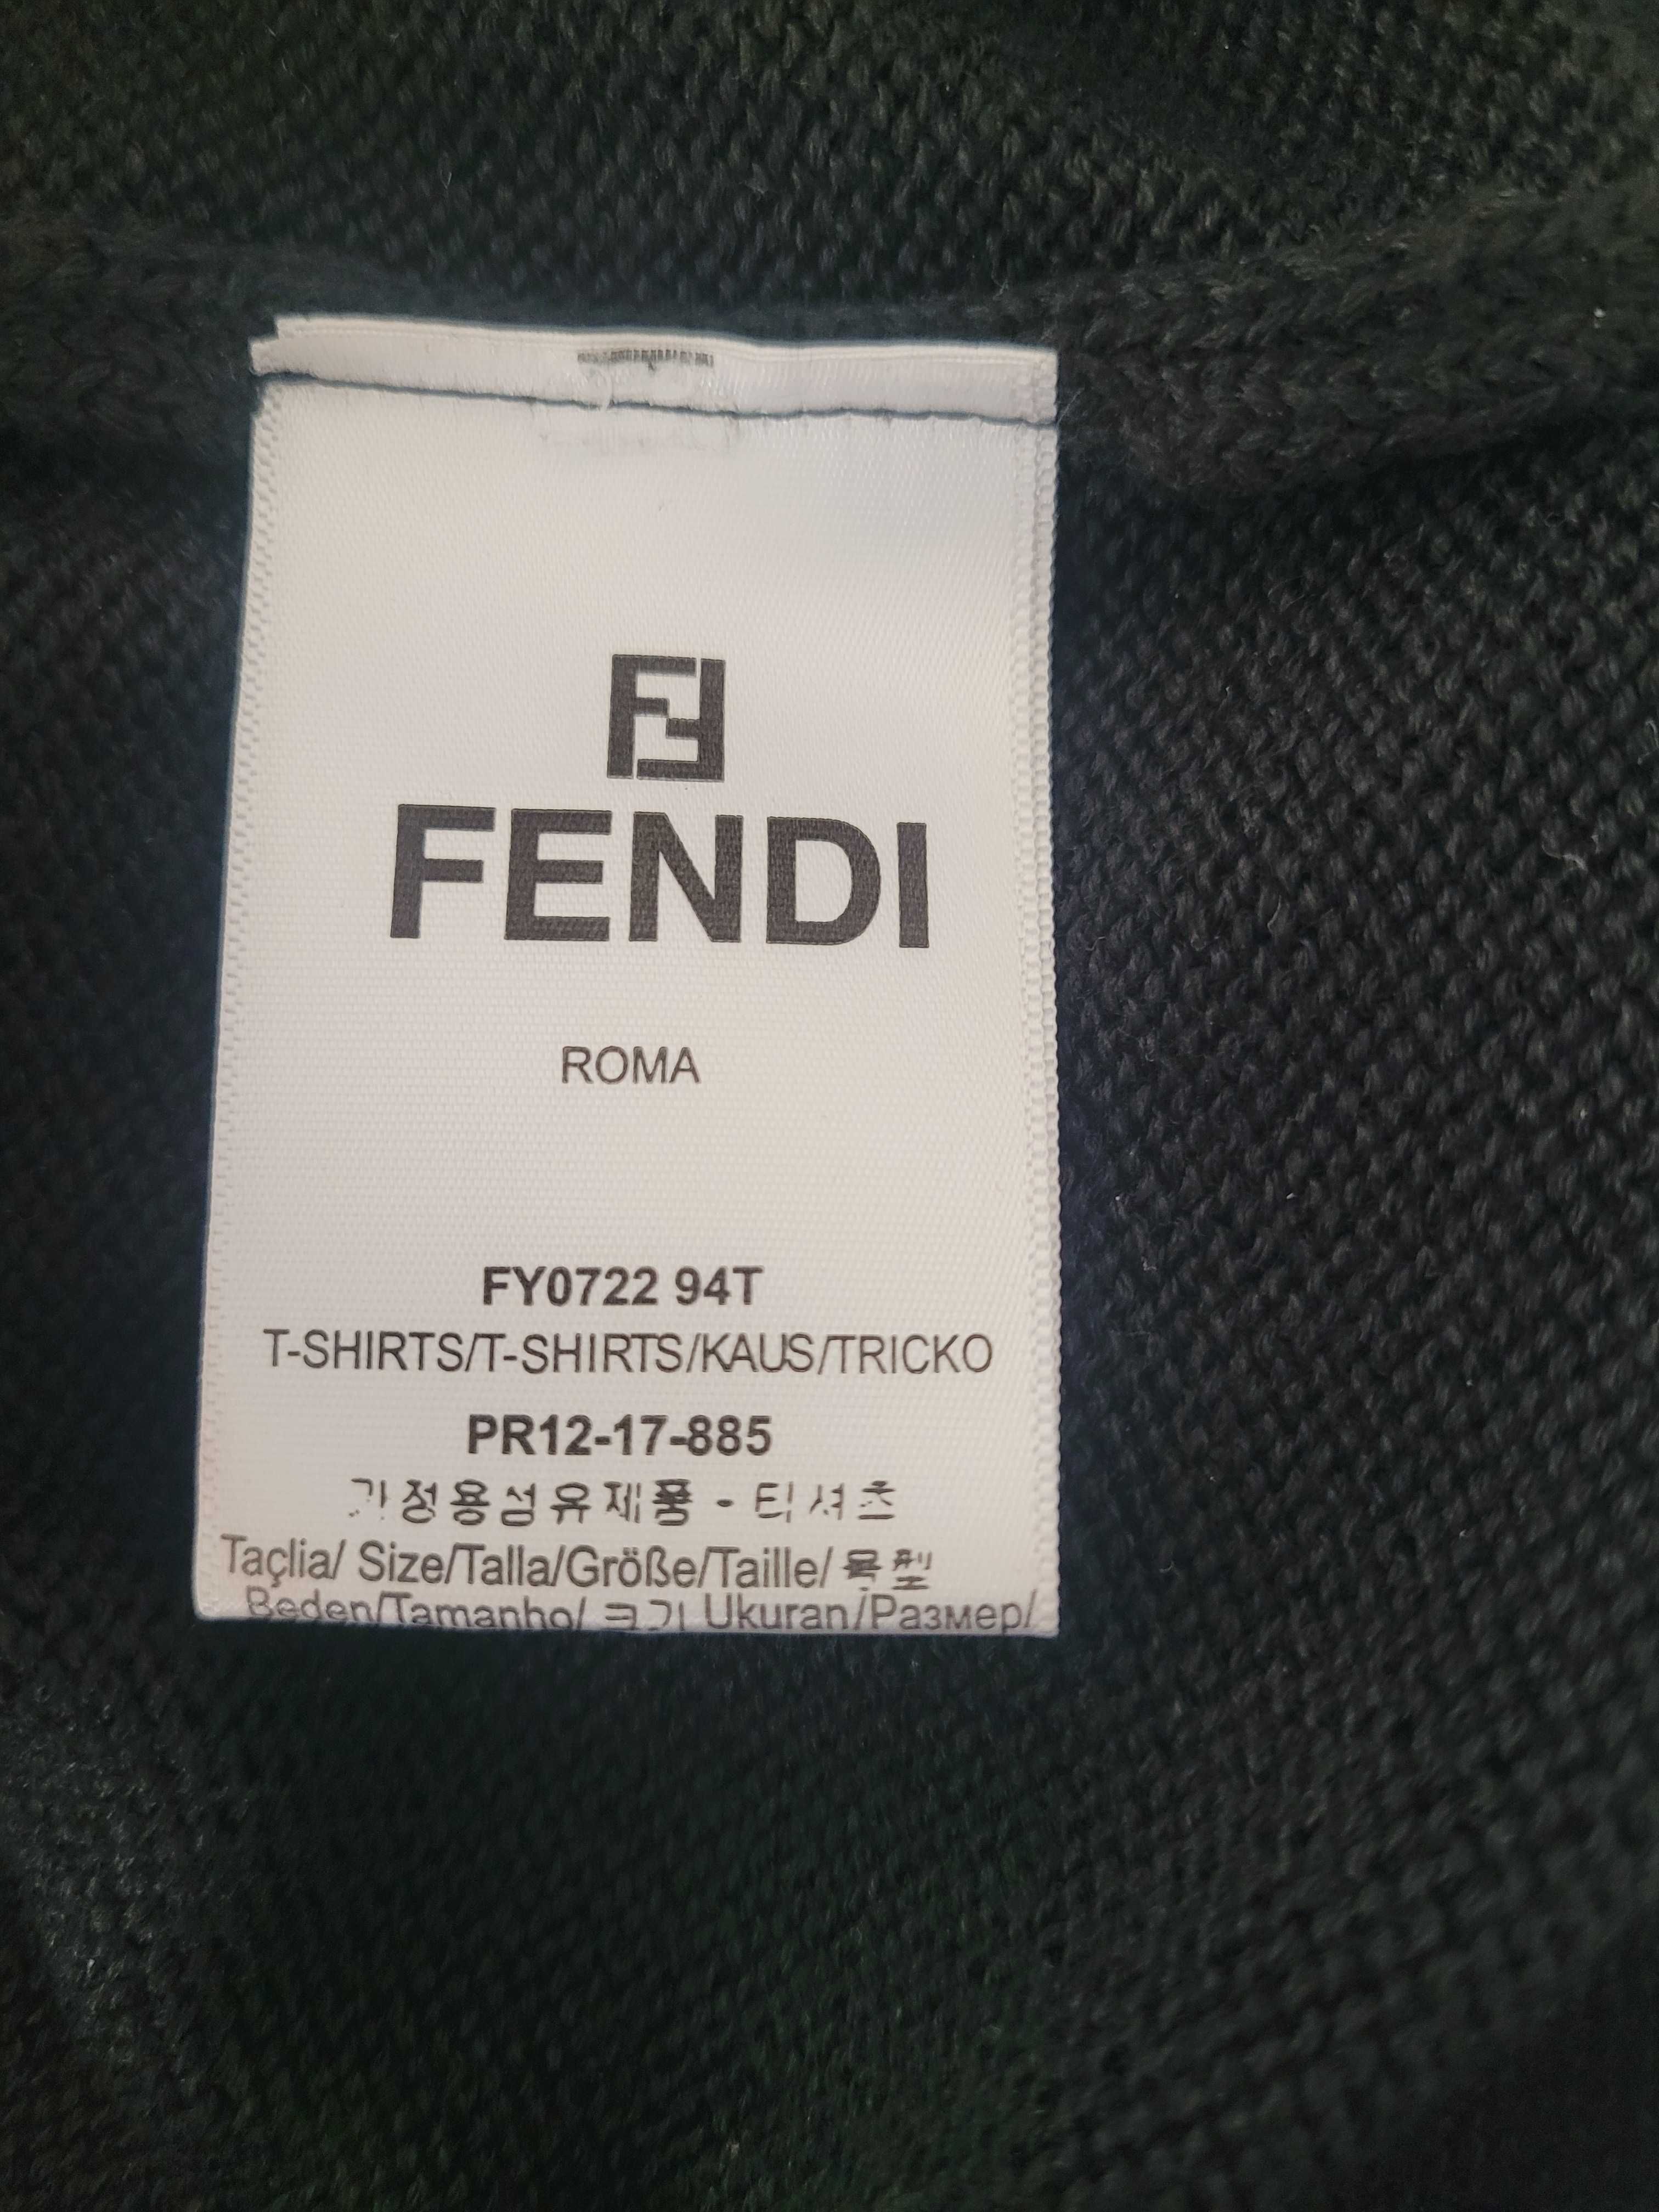 FENDI
ROMA
FY0722 94T
T-SHIRTS/T-SHIRTS/KAUS/TRICKO
PR12-17-885
가정용섬유제품 - 티셔츠
Taçlia/ Size/Talla/Größe/Taille/
Beden/Tamanho/ 크기 Ukuran/Размер/